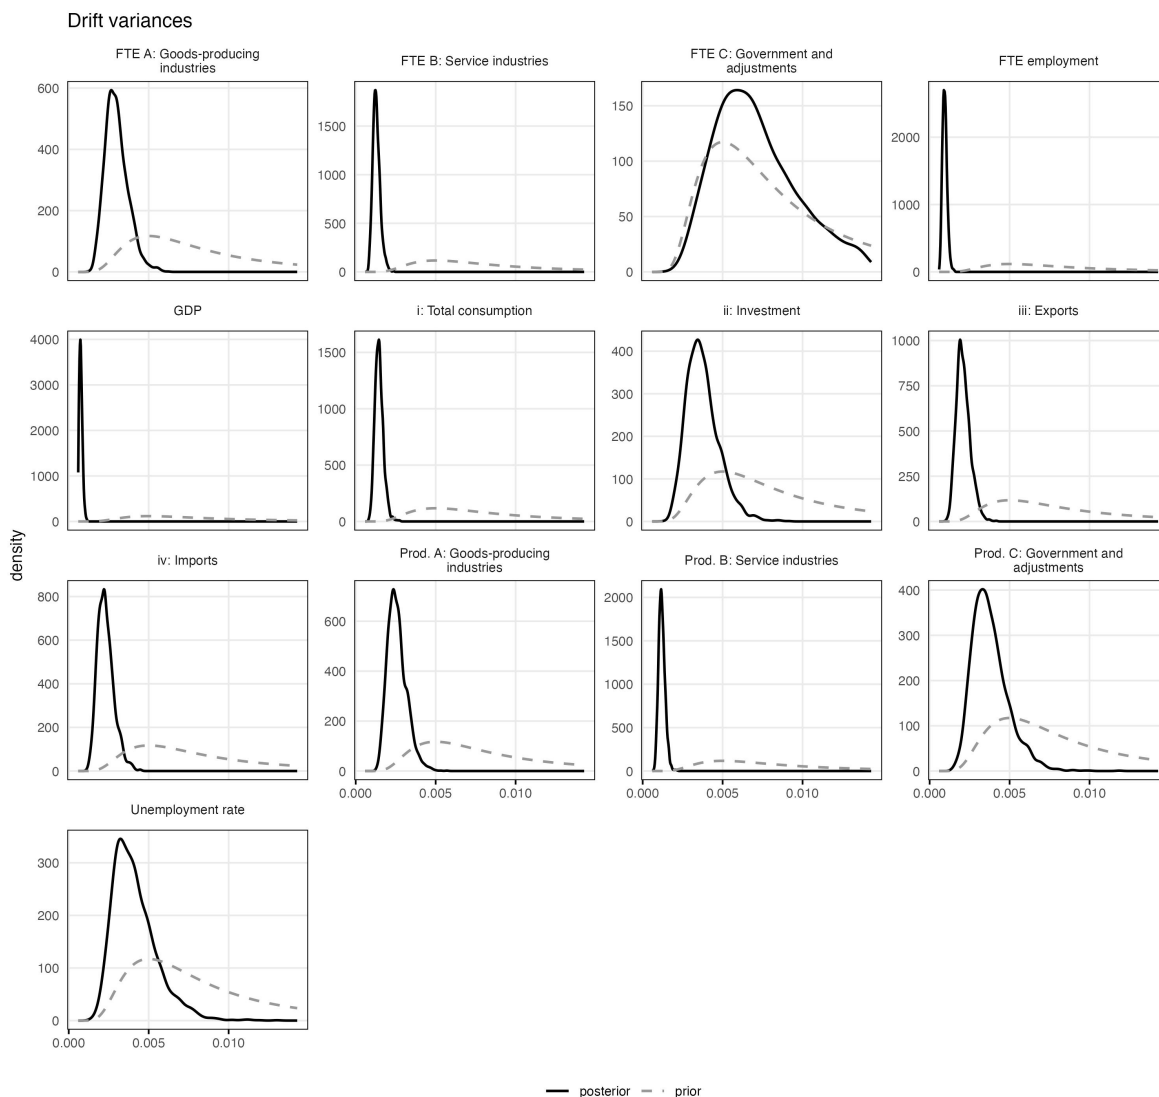 Drift variances
FTE A: Goods-producing
industries
FTE B: Service industries
FTE C: Government and
adjustments
FTE employment
600
400
200
0
1500
1000
500
0
150
100
50
0
2000
1000
0
GDP
i: Total consumption
ii: Investment
iii: Exports
4000
3000
2000
1000
0
1500
1000
500
0
400
300
200
100
0
1000
750
500
250
0
density
iv: Imports
Prod. A: Goods-producing
industries
Prod. B: Service industries
Prod. C: Government and
adjustments
800
600
400
200
0
600
400
200
0
2000
1500
1000
500
0
400
300
200
100
0
0.000 0.005 0.010
0.000 0.005 0.010
0.000 0.005 0.010
Unemployment rate
300
200
100
0
0.000 0.005 0.010
posterior prior